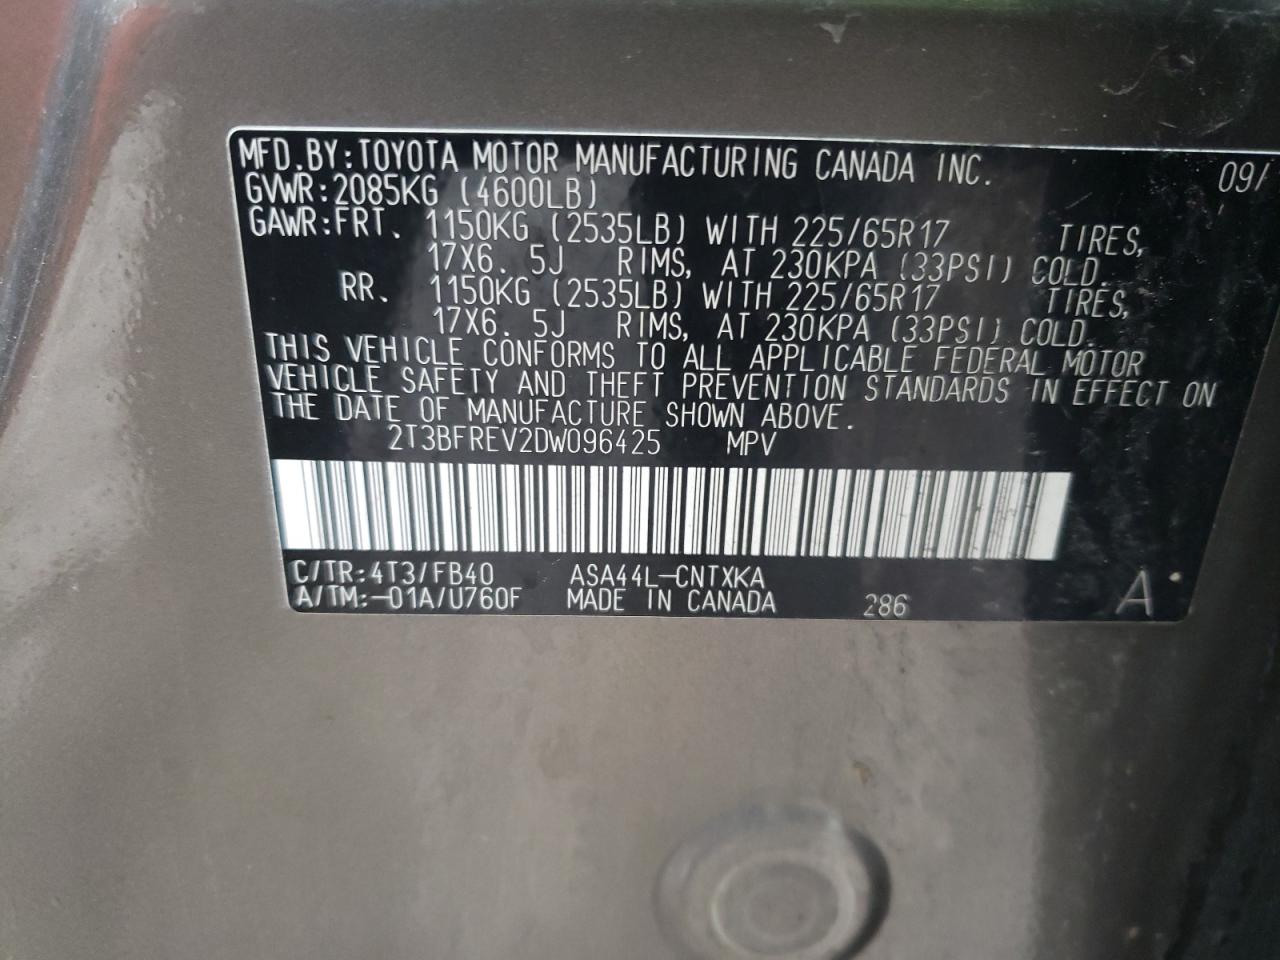 MFD.BY:TOYOTA MOTOR MANUFACTURING CANADA INC. 09/
GVWR:2085KG (4600LB)
GAWR:FRT. 1150KG (2535LB) WITH 225/65R17 TIRES,
17X6.5J RIMS, AT 230KPA (33PSI) COLD.
RR. 1150KG (2535LB) WITH 225/65R17 TIRES,
17X6.5J RIMS, AT 230KPA (33PSI) COLD.
THIS VEHICLE CONFORMS TO ALL APPLICABLE FEDERAL MOTOR
VEHICLE SAFETY AND THEFT PREVENTION STANDARDS IN EFFECT ON
THE DATE OF MANUFACTURE SHOWN ABOVE.
2T3BFREV2DW096425 MPV
C/TR:4T3/FB40 ASA44L-CNTXKA
A/TM:-01A/U760F MADE IN CANADA 286 A